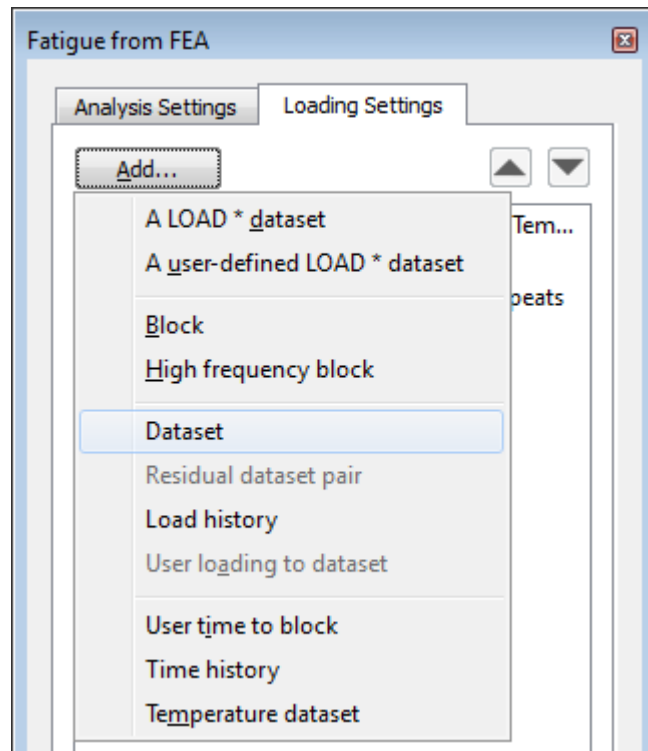 Fatigue from FEA
Analysis Settings
Loading Settings
Add...
A LOAD * dataset
A user-defined LOAD * dataset
Block
High frequency block
Dataset
Residual dataset pair
Load history
User loading to dataset
User time to block
Time history
Temperature dataset
Tem...
peats